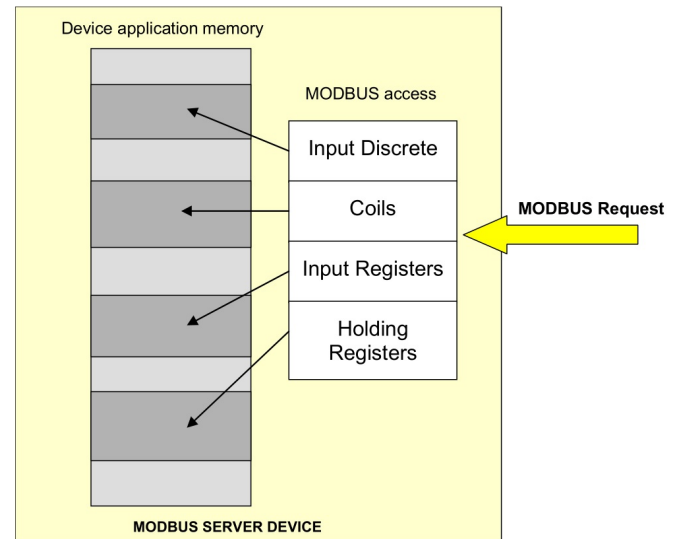 Device application memory
MODBUS access
Input Discrete
Coils
MODBUS Request
Input Registers
Holding
Registers
MODBUS SERVER DEVICE